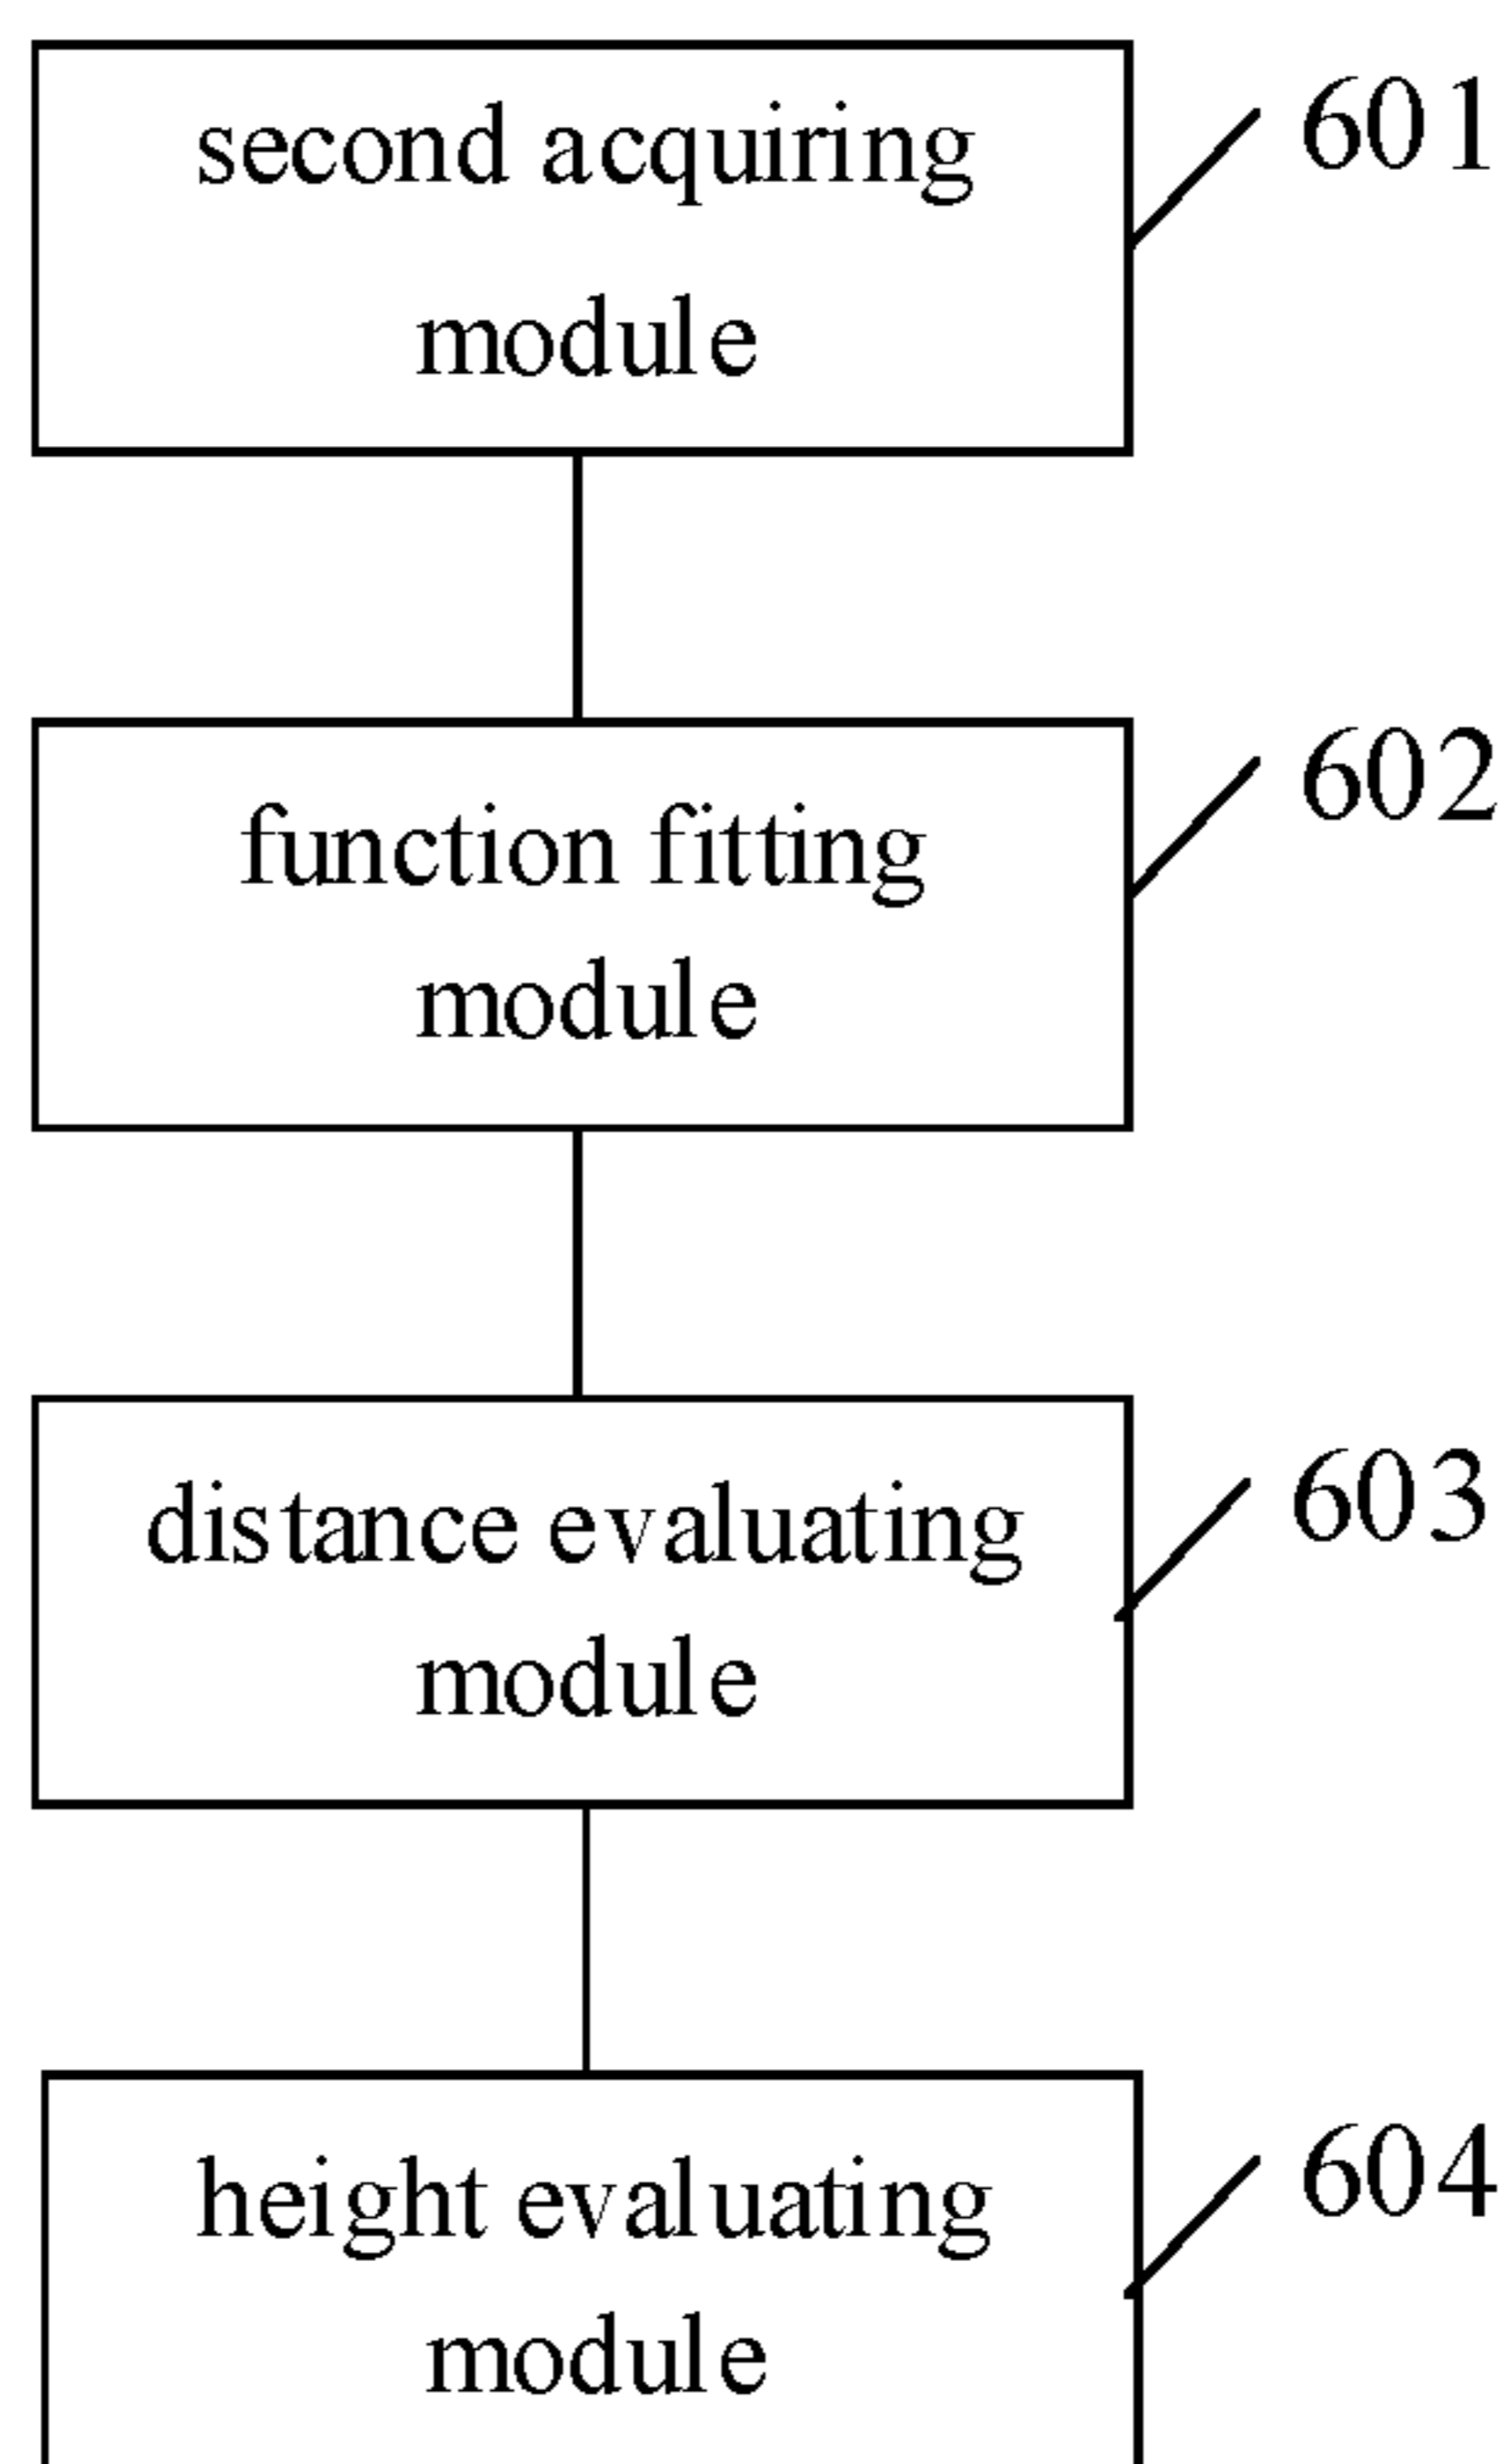 second acquiring
module
601
function fitting
module
602
distance evaluating
module
603
height evaluating
module
604